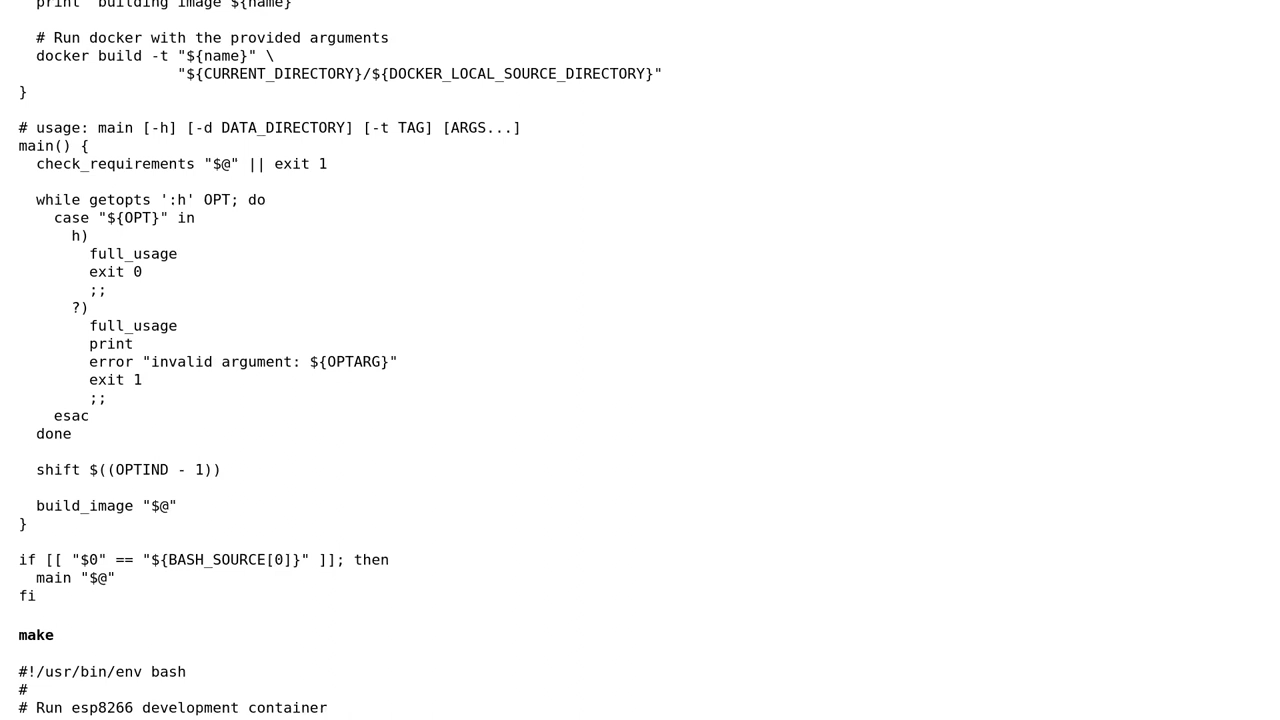 print "building image ${name}"
# Run docker with the provided arguments
docker build -t "${name}" \
"${CURRENT_DIRECTORY}/${DOCKER_LOCAL_SOURCE_DIRECTORY}"
}
# usage: main [-h] [-d DATA_DIRECTORY] [-t TAG] [ARGS...]
main() {
check_requirements "$@" || exit 1
while getopts ':h' OPT; do
case "${OPT}" in
h)
full_usage
exit 0
;;
?)
full_usage
print
error "invalid argument: ${OPTARG}"
exit 1
;;
esac
done
shift $((OPTIND - 1))
build_image "$@"
}
if [[ "$0" == "${BASH_SOURCE[0]}" ]]; then
main "$@"
fi
make
#!/usr/bin/env bash
#
# Run esp8266 development container